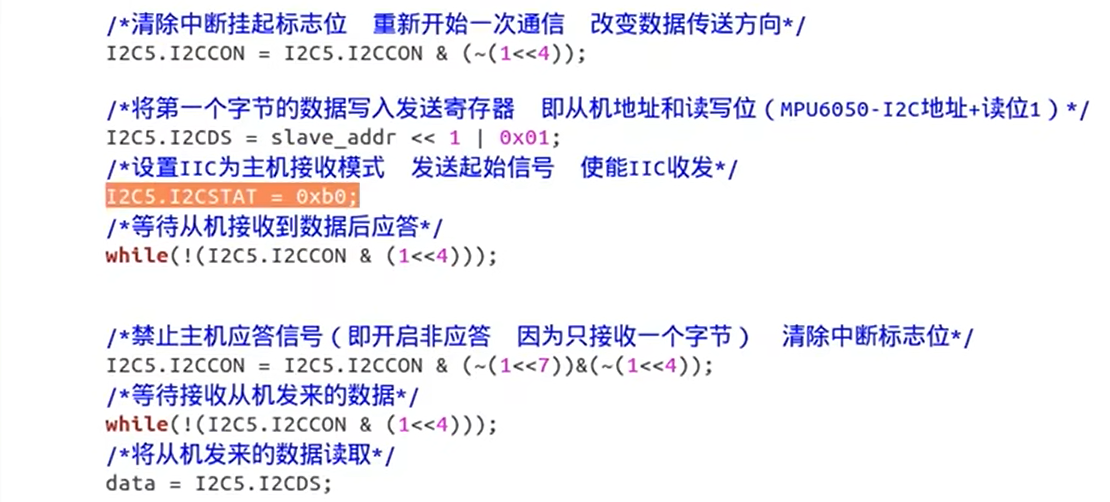 /*清除中断挂起标志位 重新开始一次通信 改变数据传送方向*/
I2C5.I2CCON = I2C5.I2CCON & (~(1<<4));
/*将第一个字节的数据写入发送寄存器 即从机地址和读写位（MPU6050-I2C地址+读位1）*/
I2C5.I2CDS = slave_addr << 1 | 0x01;
/*设置IIC为主机接收模式 发送起始信号 使能IIC收发*/
I2C5.I2CSTAT = 0xb0;
/*等待从机接收到数据后应答*/
while(!(I2C5.I2CCON & (1<<4)));
/*禁止主机应答信号（即开启非应答 因为只接收一个字节） 清除中断标志位*/
I2C5.I2CCON = I2C5.I2CCON & (~(1<<7))&(~(1<<4));
/*等待接收从机发来的数据*/
while(!(I2C5.I2CCON & (1<<4)));
/*将从机发来的数据读取*/
data = I2C5.I2CDS;